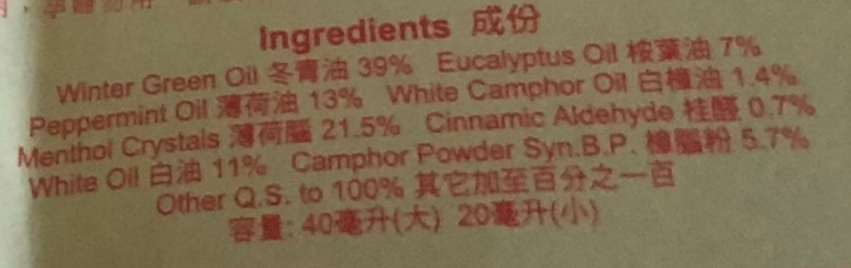 Ingredients 成份
Winter Green Oil 冬青油 39% Eucalyptus Oil 桉葉油 7%
Peppermint Oil 薄荷油 13% White Camphor Oil 白樟油 1.4%
Menthol Crystals 薄荷腦 21.5% Cinnamic Aldehyde 桂醛 0.7%
White Oil 白油 11% Camphor Powder Syn.B.P. 樟腦粉 5.7%
Other Q.S. to 100% 其它加至百分之一百
容量: 40毫升(大) 20毫升(小)